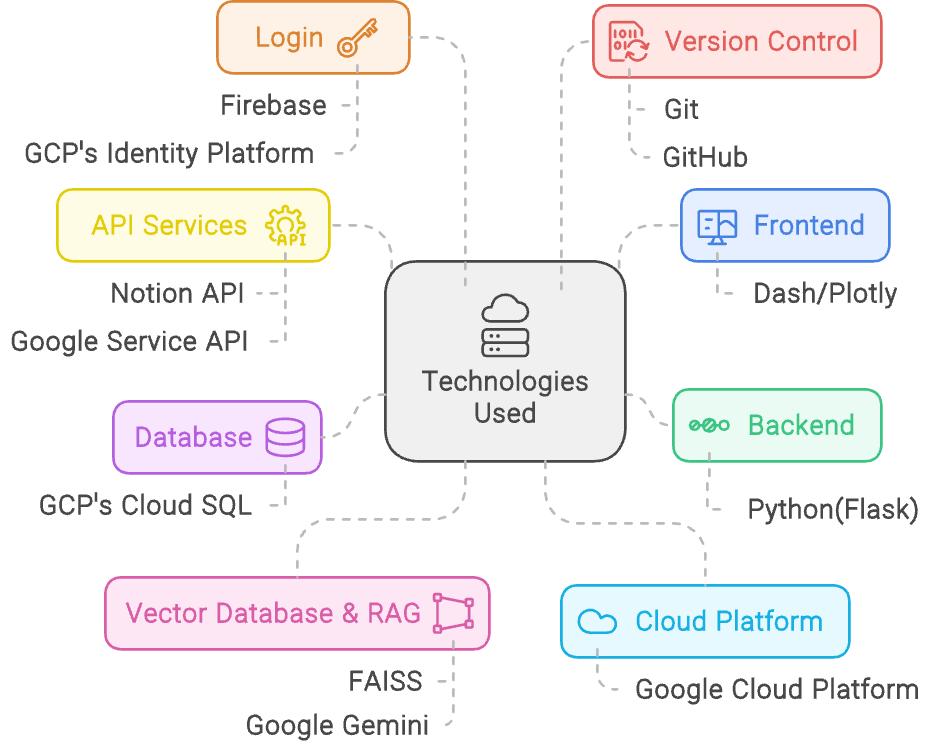 Login
Firebase
GCP's Identity Platform
Version Control
Git
GitHub
API Services
API
Notion API
Google Service API
Frontend
Dash/Plotly
Technologies
Used
Database
GCP's Cloud SQL
Backend
Python(Flask)
Vector Database & RAG
FAISS
Google Gemini
Cloud Platform
Google Cloud Platform